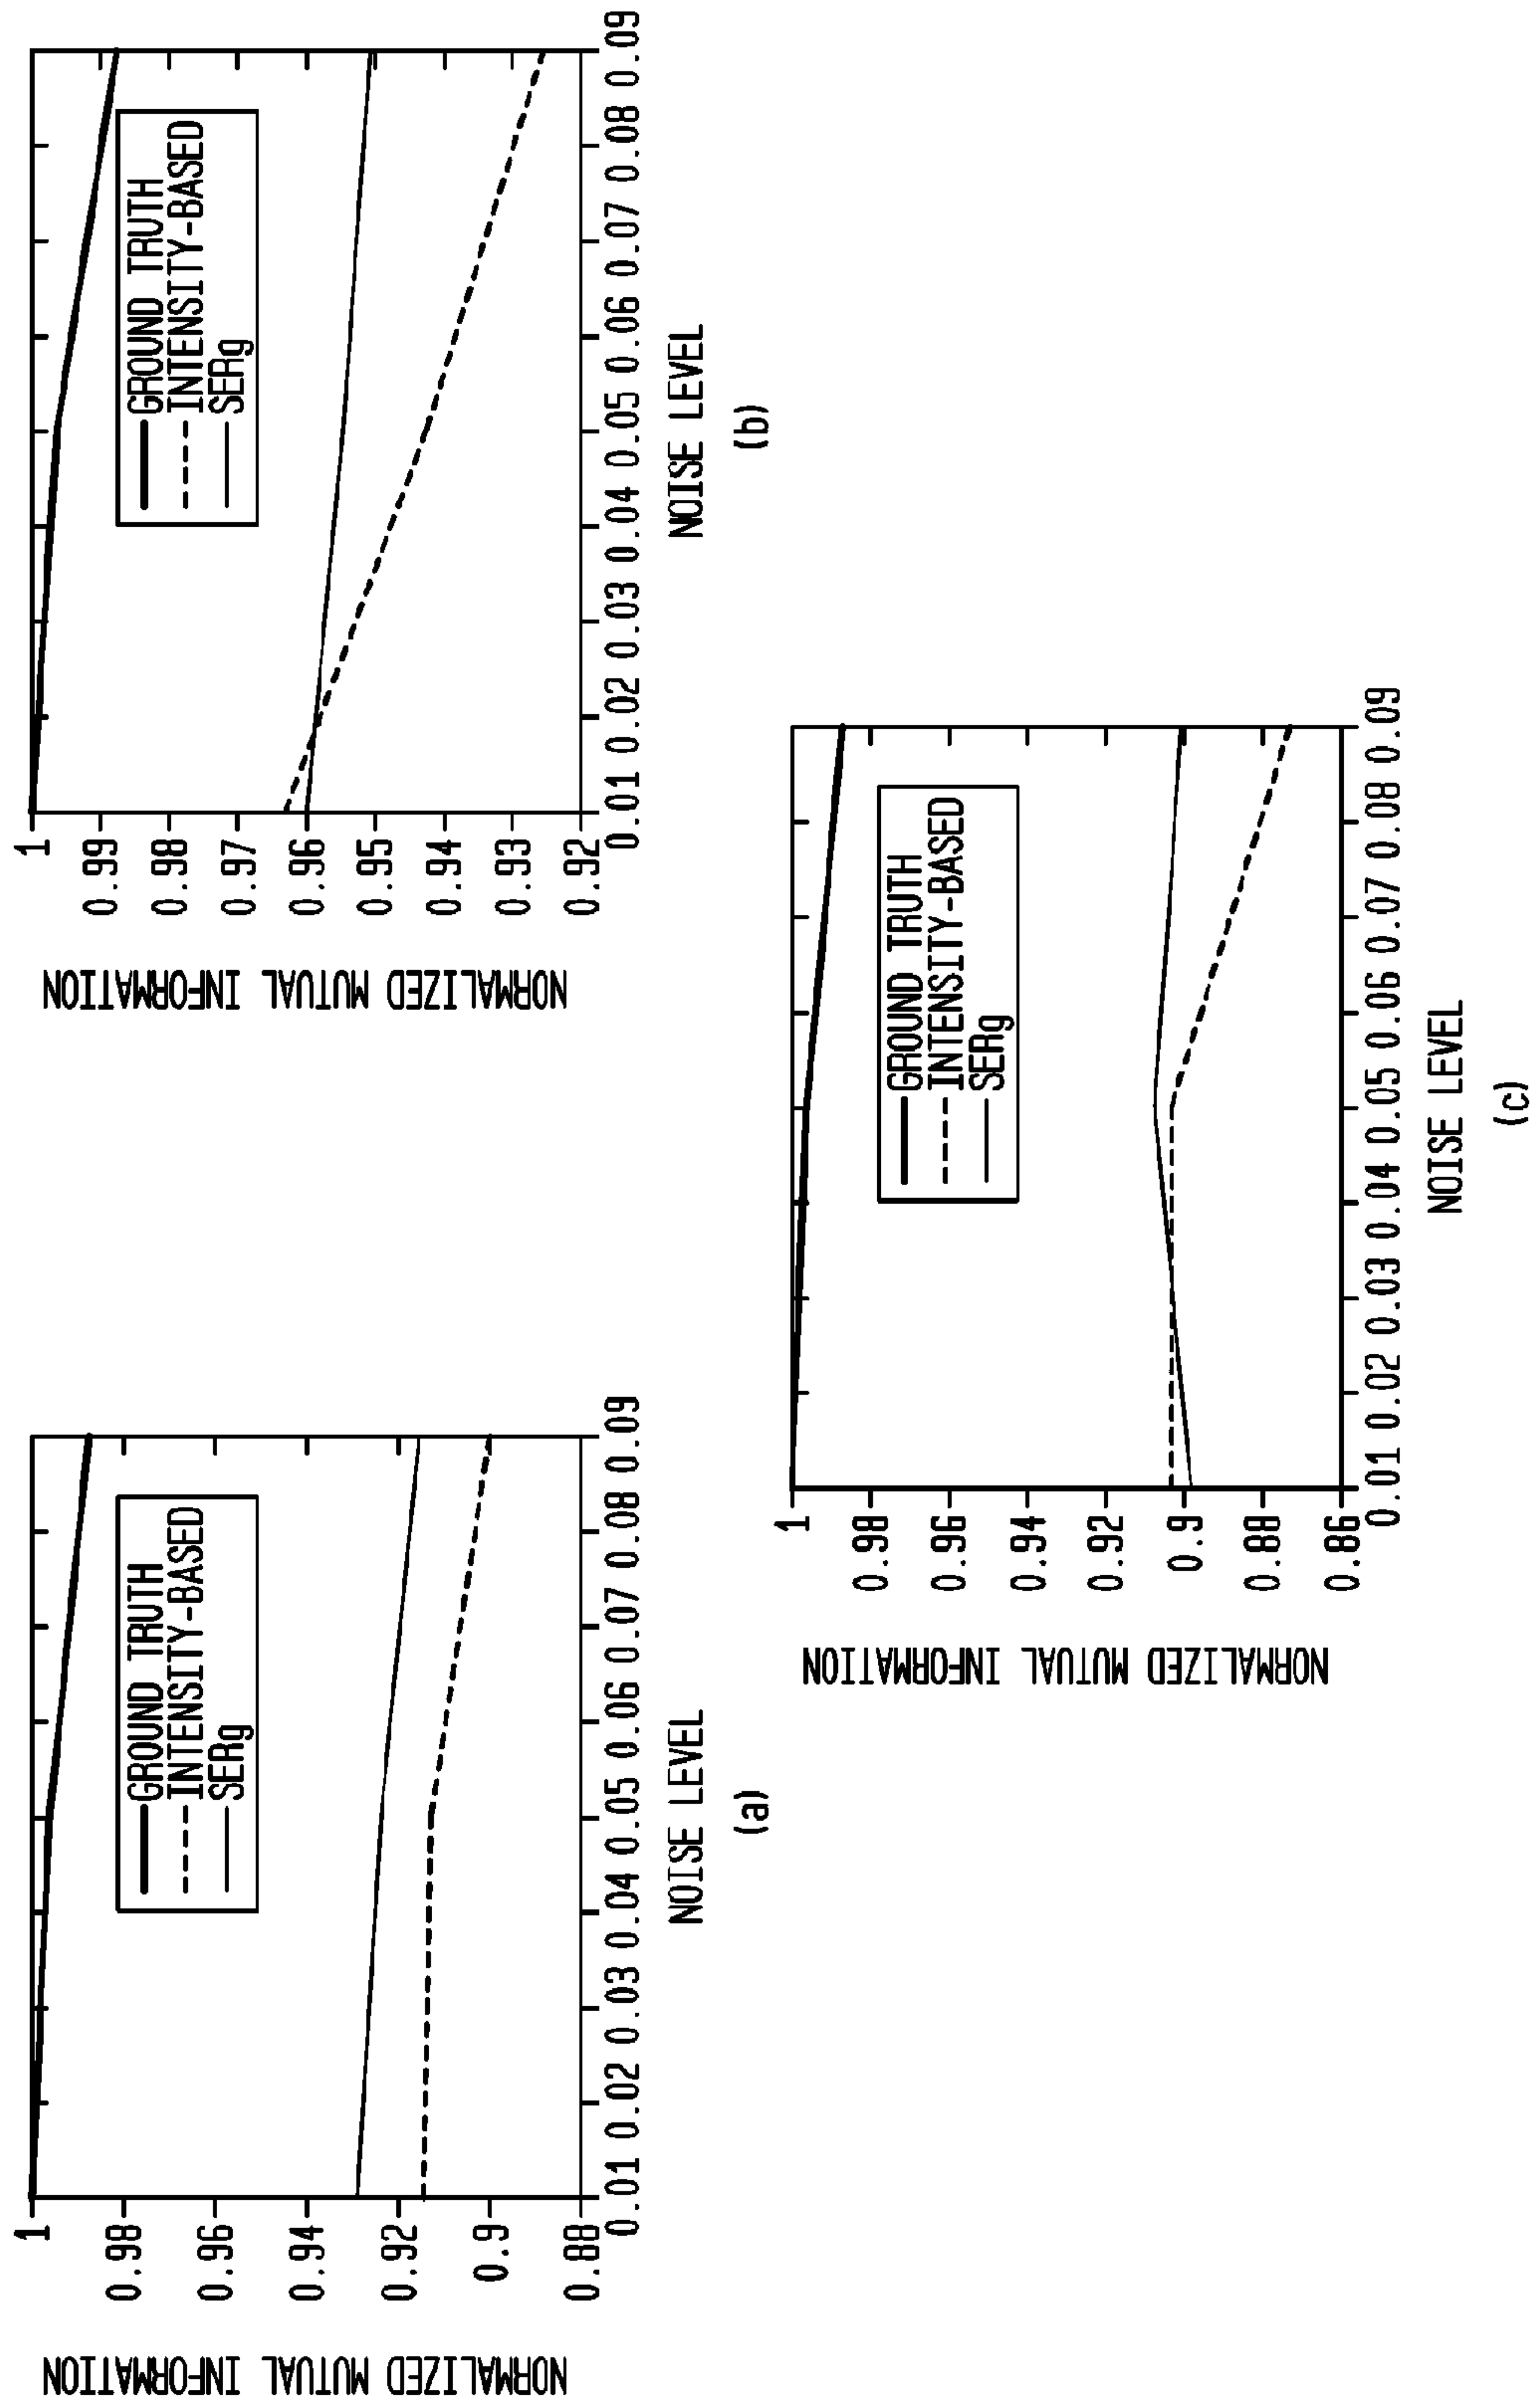 NORMALIZED MUTUAL INFORMATION
1
0.98
0.96
0.94
0.92
0.9
0.88
0.01 0.02 0.03 0.04 0.05 0.06 0.07 0.08 0.09
GROUND TRUTH
INTENSITY-BASED
SERg
NOISE LEVEL
(a)
NORMALIZED MUTUAL INFORMATION
1
0.99
0.98
0.97
0.96
0.95
0.94
0.93
0.92
0.01 0.02 0.03 0.04 0.05 0.06 0.07 0.08 0.09
GROUND TRUTH
INTENSITY-BASED
SERg
NOISE LEVEL
(b)
NORMALIZED MUTUAL INFORMATION
1
0.98
0.96
0.94
0.92
0.9
0.88
0.86
0.01 0.02 0.03 0.04 0.05 0.06 0.07 0.08 0.09
GROUND TRUTH
INTENSITY-BASED
SERg
NOISE LEVEL
(c)